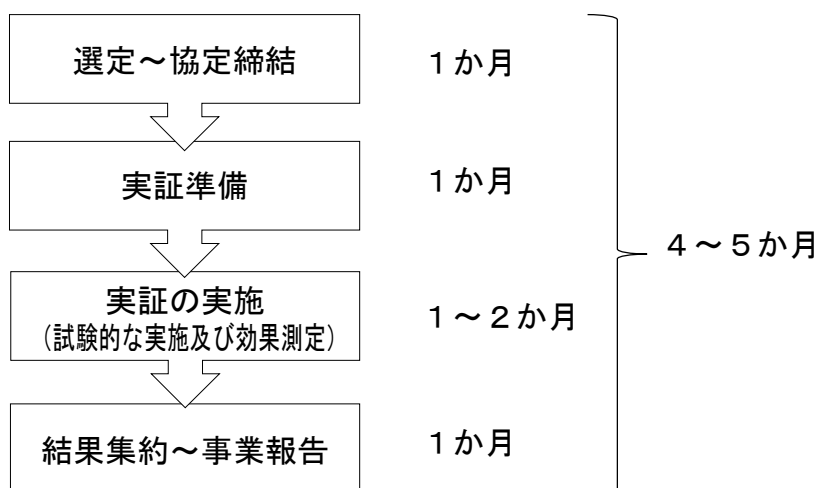 選定～協定締結
１か月
実証準備
１か月
実証の実施
（試験的な実施及び効果測定）
１～２か月
４～５か月
結果集約～事業報告
１か月